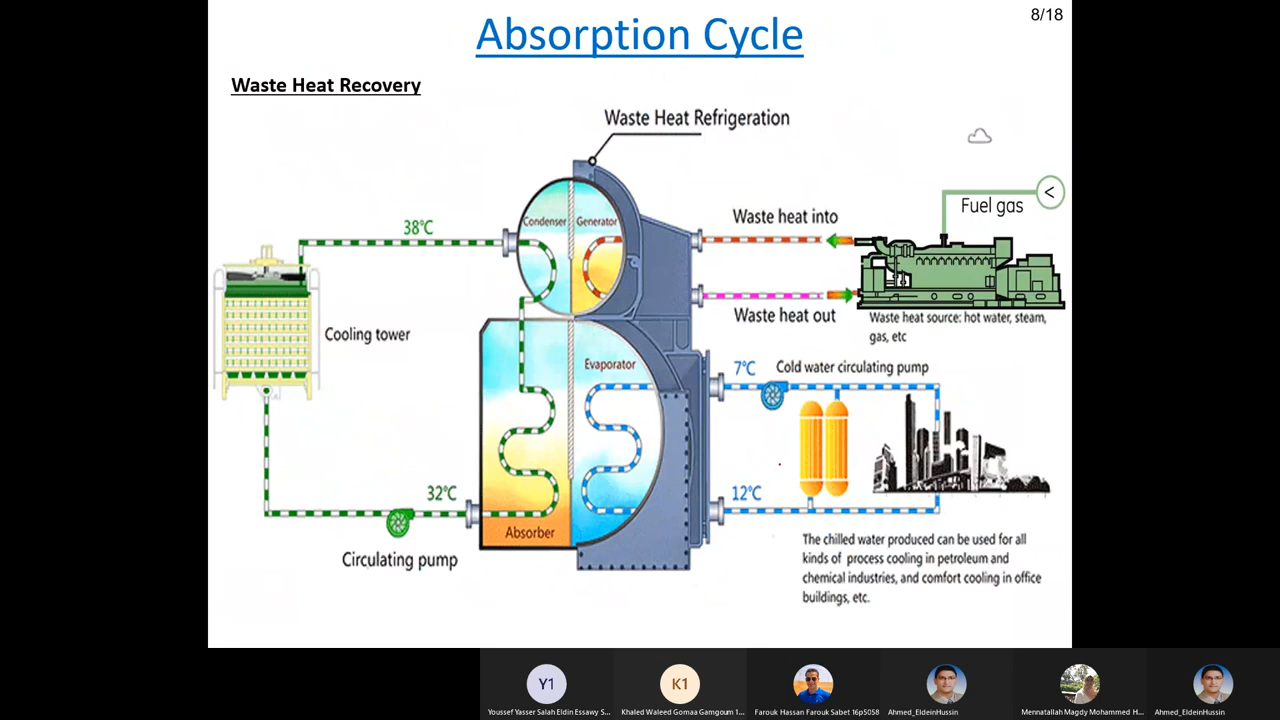 8/18
Absorption Cycle
Waste Heat Recovery
Waste Heat Refrigeration
Condenser
Generator
38℃
Waste heat into
Fuel gas
<
Waste heat out
Waste heat source: hot water, steam,
gas, etc
Cooling tower
Evaporator
7℃
Cold water circulating pump
32℃
12℃
Absorber
Circulating pump
The chilled water produced can be used for all
kinds of process cooling in petroleum and
chemical industries, and comfort cooling in office
buildings, etc.
Y1
K1
Youssef Yasser Salah Eldin Essawy S...
Khaled Waleed Gomaa Gamgoum 1...
Farouk Hassan Farouk Sabet 16p5058
Ahmed_EldeinHussin
Mennatallah Magdy Mohammed H...
Ahmed_EldeinHussin